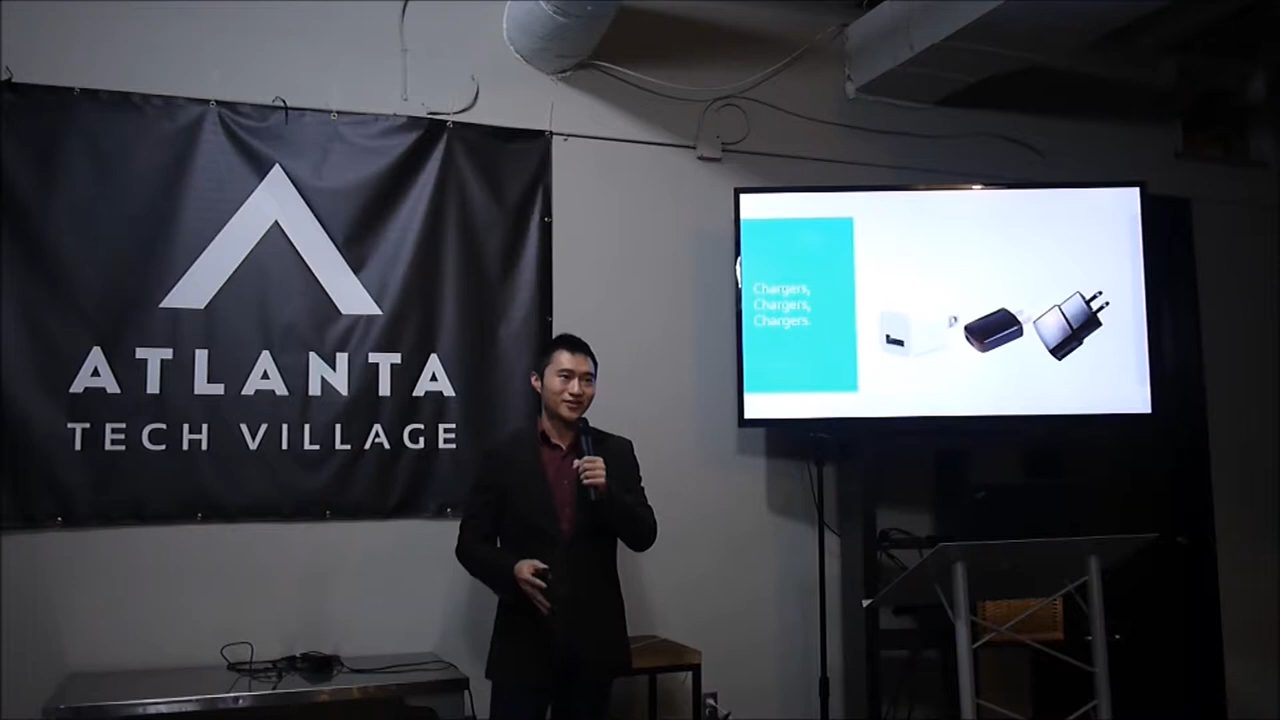 ATLANTA
TECH VILLAGE
Chargers,
Chargers,
Chargers.